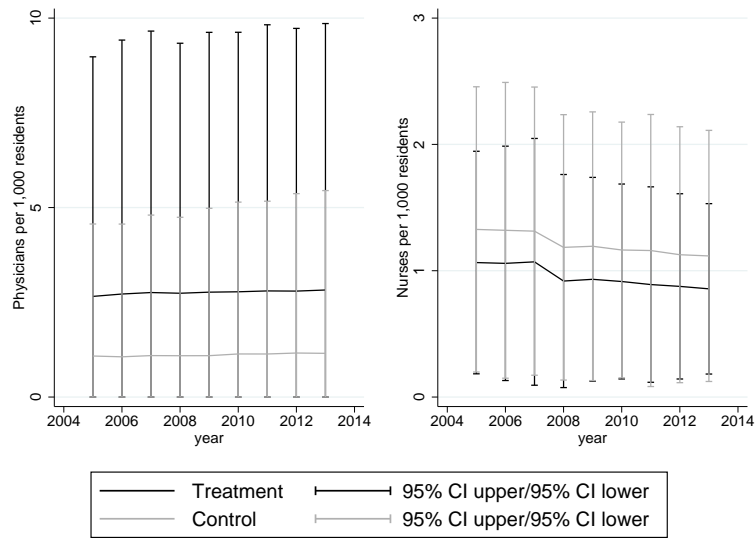 Physicians per 1,000 residents
10
5
0
2004 2006 2008 2010 2012 2014
year
Nurses per 1,000 residents
3
2
1
0
2004 2006 2008 2010 2012 2014
year
Treatment 95% CI upper/95% CI lower
Control 95% CI upper/95% CI lower